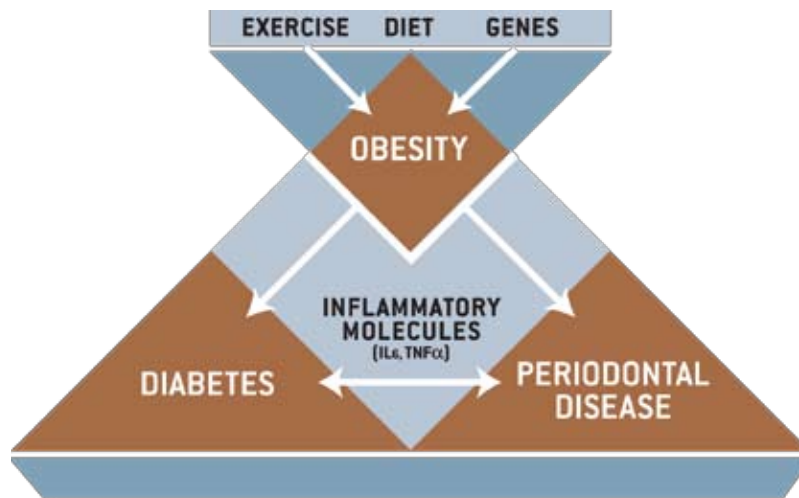 EXERCISE DIET GENES
OBESITY
INFLAMMATORY
MOLECULES
(IL6, TNFα)
DIABETES
PERIODONTAL
DISEASE